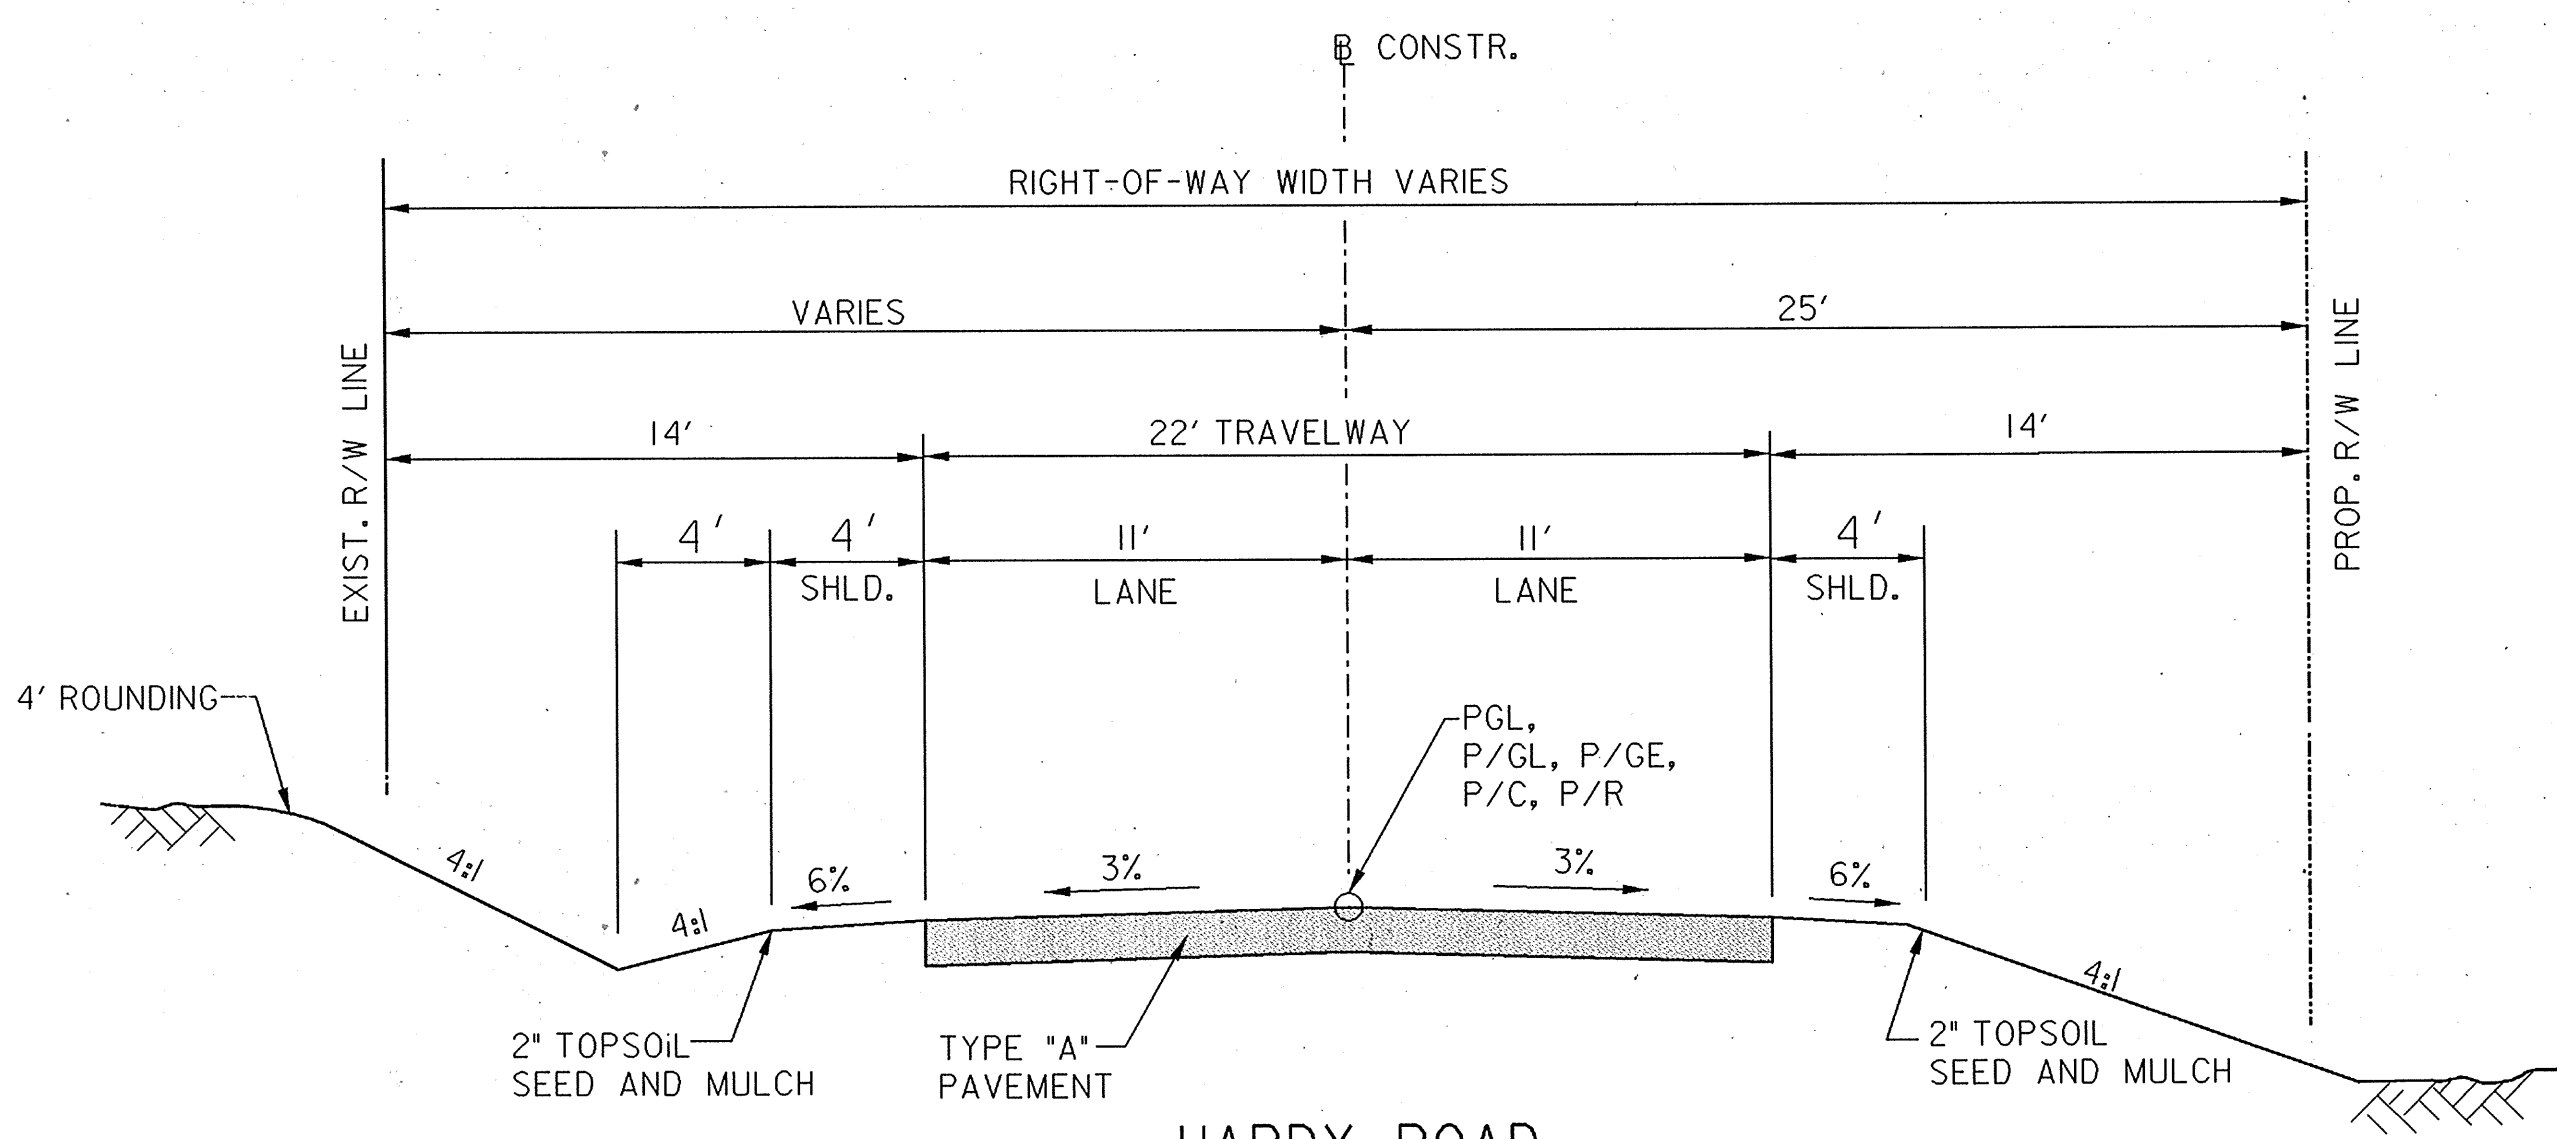 B CONSTR.
RIGHT-OF-WAY WIDTH VARIES
VARIES
25'
EXIST. R/W LINE
PROP. R/W LINE
14'
22' TRAVELWAY
14'
4'
4'
SHLD.
11'
LANE
11'
LANE
4'
SHLD.
4' ROUNDING
PGL,
P/GL, P/GE,
P/C, P/R
4:1
4:1
6%
3%
3%
6%
4:1
2" TOPSOiL
SEED AND MULCH
TYPE "A"
PAVEMENT
2" TOPSOIL
SEED AND MULCH
HARDY ROAD